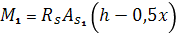 M₁ = R_S A_{S₁} (h − 0,5x)